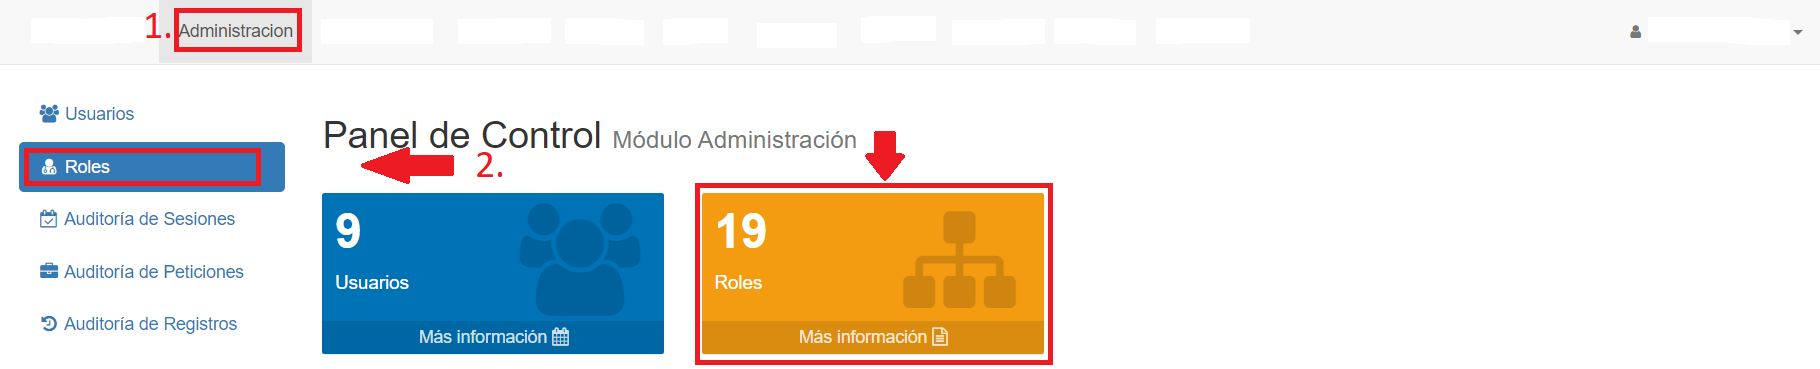 1. Administracion
Usuarios
Roles
Auditoría de Sesiones
Auditoría de Peticiones
Auditoría de Registros
Panel de Control Módulo Administración
2.
9
Usuarios
Más información
19
Roles
Más información